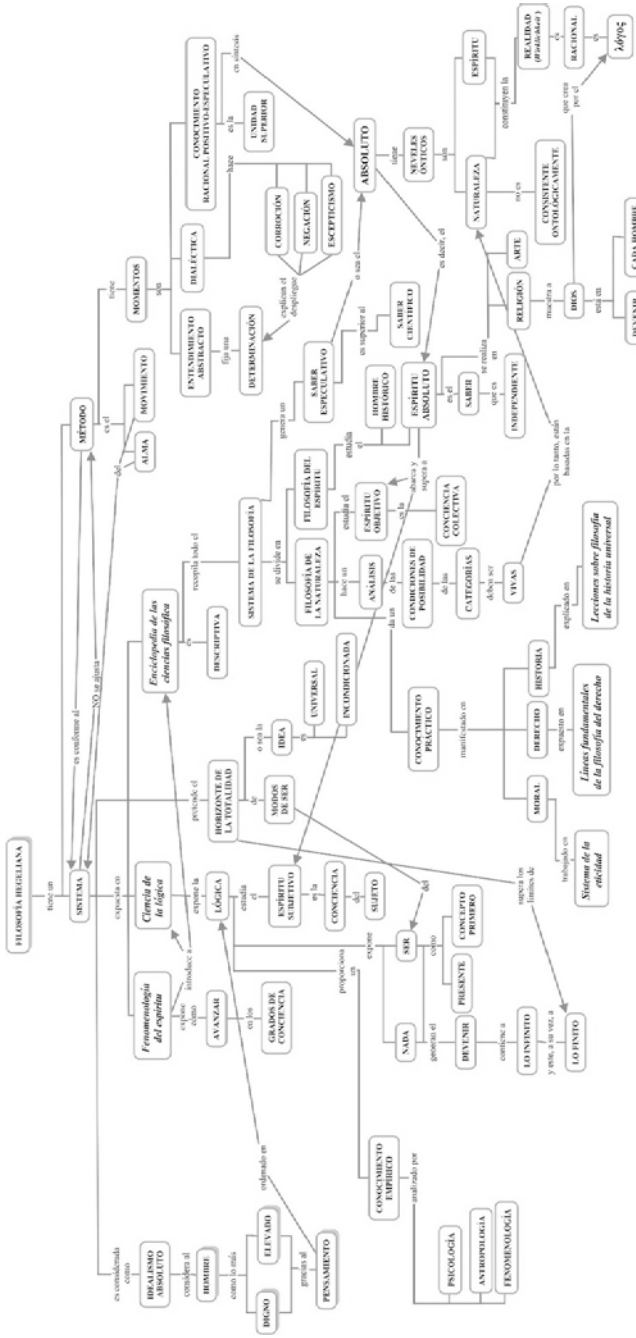 FILOSOFÍA HEGELIANA
tiene un
SISTEMA
es conforme al
NO se ajusta
MÉTODO
tiene
MOMENTOS
son
es el
del
ALMA
MOVIMIENTO
ENTENDIMIENTO
ABSTRACTO
DIALÉCTICA
CONOCIMIENTO
RACIONAL POSITIVO-ESPECULATIVO
fija una
hace
es la
en síntesis
UNIDAD
SUPERIOR
DETERMINACIÓN
explican el
despliegue
CORROCIÓN
NEGACIÓN
ESCEPTICISMO
es considerada
como
expuesta en
pretende el
IDEALISMO
ABSOLUTO
considera al
HOMBRE
como lo más
DIGNO
ELEVADO
gracias al
PENSAMIENTO
ordenado en
Fenomenología
del espíritu
introduce a
expone
cómo
AVANZAR
en los
GRADOS DE
CONCIENCIA
Ciencia de
la lógica
expone la
LÓGICA
estudia
el
ESPÍRITU
SUBJETIVO
es la
CONCIENCIA
del
SUJETO
Enciclopedia de las
ciencias filosófica
es
DESCRIPTIVA
recopila todo el
SISTEMA DE LA FILOSOFÍA
se divide en
genera un
HORIZONTE DE
LA TOTALIDAD
de
MODOS
DE SER
o sea la
IDEA
es
UNIVERSAL
INCONDICIONADA
FILOSOFÍA DE
LA NATURALEZA
hace un
ANÁLISIS
de las
CONDICIONES DE
POSIBILIDAD
de las
CATEGORÍAS
deben ser
VIVAS
por lo tanto, están
basadas en la
FILOSOFÍA DEL
ESPIRITU
estudia el
ESPÍRITU
OBJETIVO
es la
CONCIENCIA
COLECTIVA
abarca y
supera a
estudia
el
HOMBRE
HISTÓRICO
ESPÍRITU
ABSOLUTO
SABER
ESPECULATIVO
o sea el
es superior al
SABER
CIENTÍFICO
ABSOLUTO
es decir, el
tiene
NEVELES
ÓNTICOS
son
NATURALEZA
ESPÍRITU
no es
CONSISTENTE
ONTOLÓGICAMENTE
constituyen la
REALIDAD
(Wirklichkeit )
es
RACIONAL
es
λόγος
es el
SABER
que es
INDEPENDIENTE
se realiza
en
ARTE
RELIGIÓN
muestra a
DIOS
que crea
por el
esta en
DEVENIR
CADA HOMBRE
da un
CONOCIMIENTO
PRÁCTICO
manifestado en
MORAL
DERECHO
HISTORIA
trabajado en
expuesto en
explicado en
Sistema de la
eticidad
Líneas fundamentales
de la filosofía del derecho
Lecciones sobre filosofía
de la historia universal
proporciona
un
CONOCIMIENTO
EMPÍRICO
analizado por
PSICOLOGÍA
ANTROPOLOGÍA
FENOMENOLOGÍA
expone
NADA
SER
del
como
PRESENTE
CONCEPTO
PRIMERO
generan el
DEVENIR
contiene a
LO INFINITO
y este, a su vez, a
LO FINITO
supera los
límites de